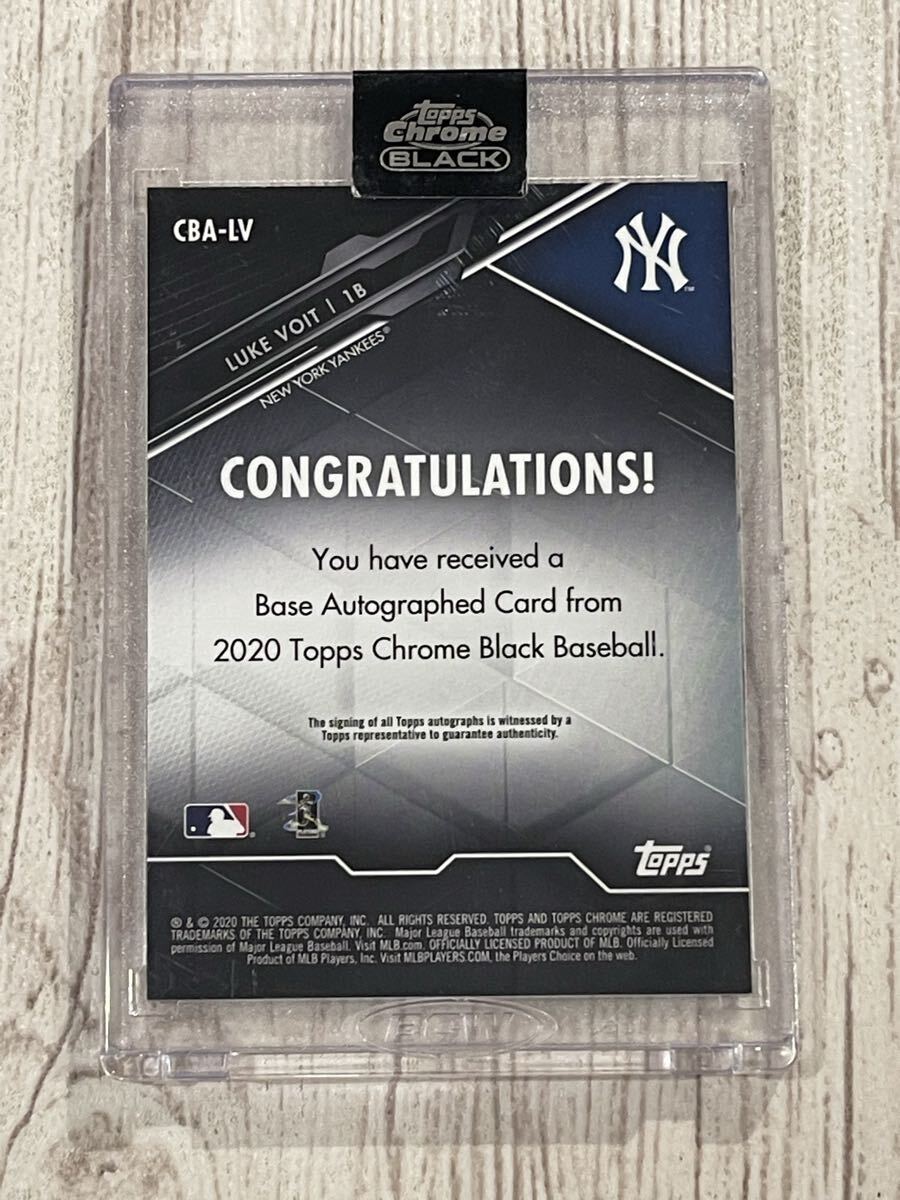 Topps
Chrome
BLACK
CBA-LV
NY
TM
LUKE VOIT | 1B
NEW YORK YANKEES®
CONGRATULATIONS!
You have received a
Base Autographed Card from
2020 Topps Chrome Black Baseball.
The signing of all Topps autographs is witnessed by a
Topps representative to guarantee authenticity.
topps®
® & © 2020 THE TOPPS COMPANY, INC. ALL RIGHTS RESERVED. TOPPS AND TOPPS CHROME ARE REGISTERED
TRADEMARKS OF THE TOPPS COMPANY, INC. Major League Baseball trademarks and copyrights are used with
permission of Major League Baseball. Visit MLB.com. OFFICIALLY LICENSED PRODUCT OF MLB. Officially Licensed
Product of MLB Players, Inc. Visit MLBPLAYERS.COM, the Players Choice on the web.